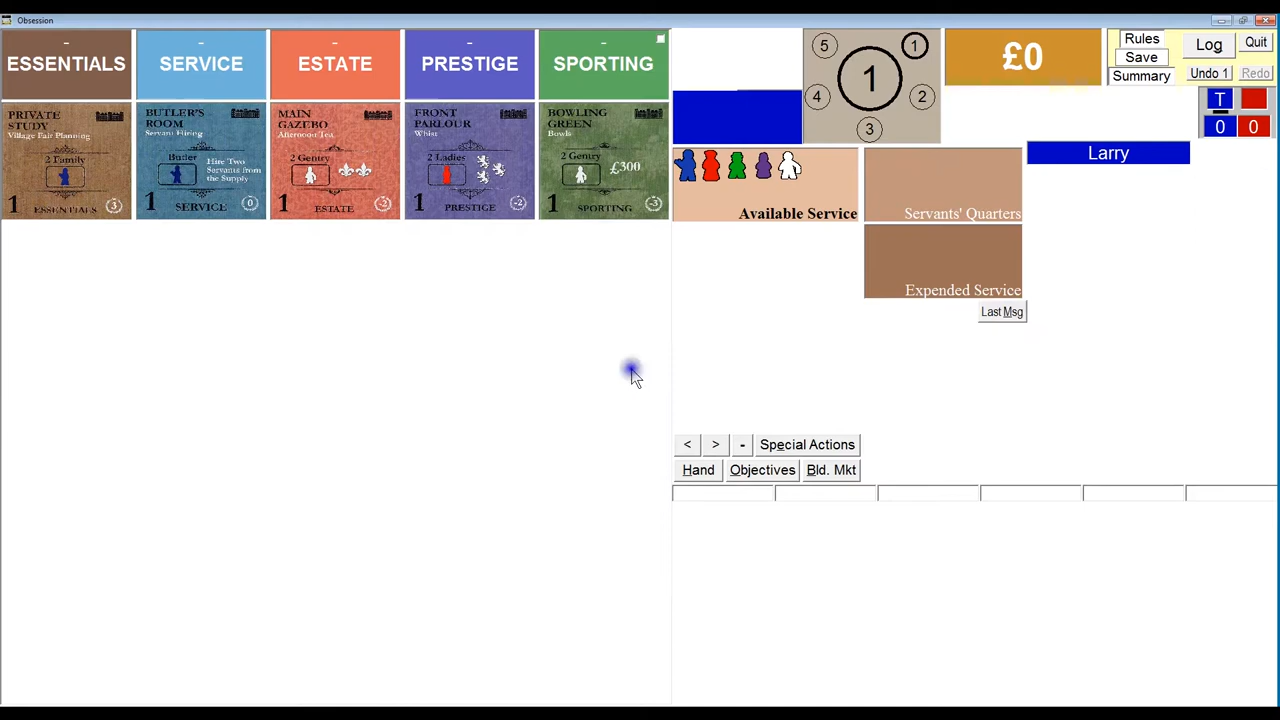 Obsession
-
ESSENTIALS
-
SERVICE
-
ESTATE
-
PRESTIGE
-
SPORTING
PRIVATE
STUDY
Village Fair Planning
2 Family
1
ESSENTIALS
3
BUTLER'S
ROOM
Servant Hiring
Butler
Hire Two
Servants from
the Supply
1
SERVICE
0
MAIN
GAZEBO
Afternoon Tea
2 Gentry
1
ESTATE
FRONT
PARLOUR
Whist
2 Ladies
1
PRESTIGE
-2
BOWLING
GREEN
Bowls
2 Gentry
£300
1
SPORTING
5
1
4
1
2
3
£0
Rules
Save
Summary
Log
Quit
Undo 1
Redo
T
0
0
Larry
Available Service
Servants' Quarters
Expended Service
Last Msg
<
>
-
Special Actions
Hand
Objectives
Bld. Mkt